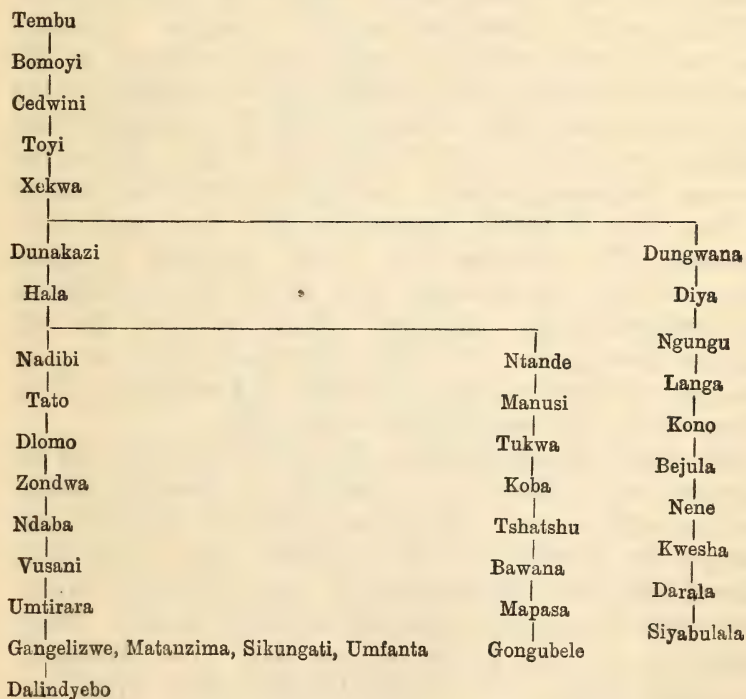 Tembu
Bomoyi
Cedwini
Toyi
Xekwa
Dunakazi
Dungwana
Hala
Diya
Nadibi
Ntande
Ngungu
Tato
Manusi
Langa
Dlomo
Tukwa
Kono
Zondwa
Koba
Bejula
Ndaba
Tshatshu
Nene
Vusani
Bawana
Kwesha
Umtirara
Mapasa
Darala
Gangelizwe, Matanzima, Sikungati, Umfanta
Gongubele
Siyabulala
Dalindyebo